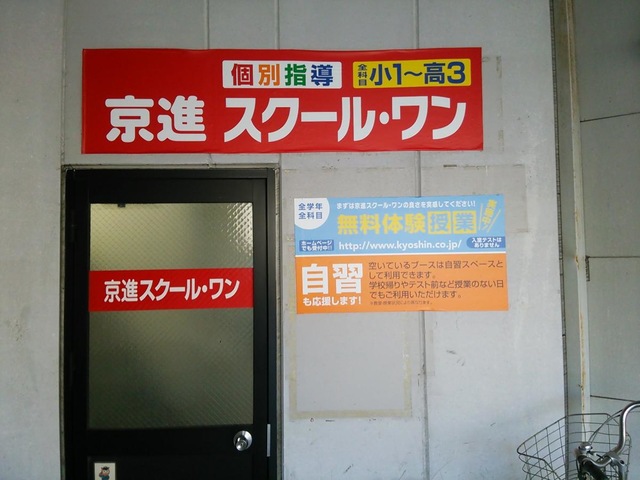 個別指導
全科目 小1～高3
京進 スクール・ワン
京進スクール・ワン
全学年
全科目
まずは京進スクール・ワンの良さを実感してください!
無料体験授業
ホームページ
でも受付中!!
http://www.kyoshin.co.jp/
入室テストは
ありません
自習
も応援します!
空いているブースは自習スペースと
して利用できます。
学校帰りやテスト前など授業のない日
でもご利用いただけます。